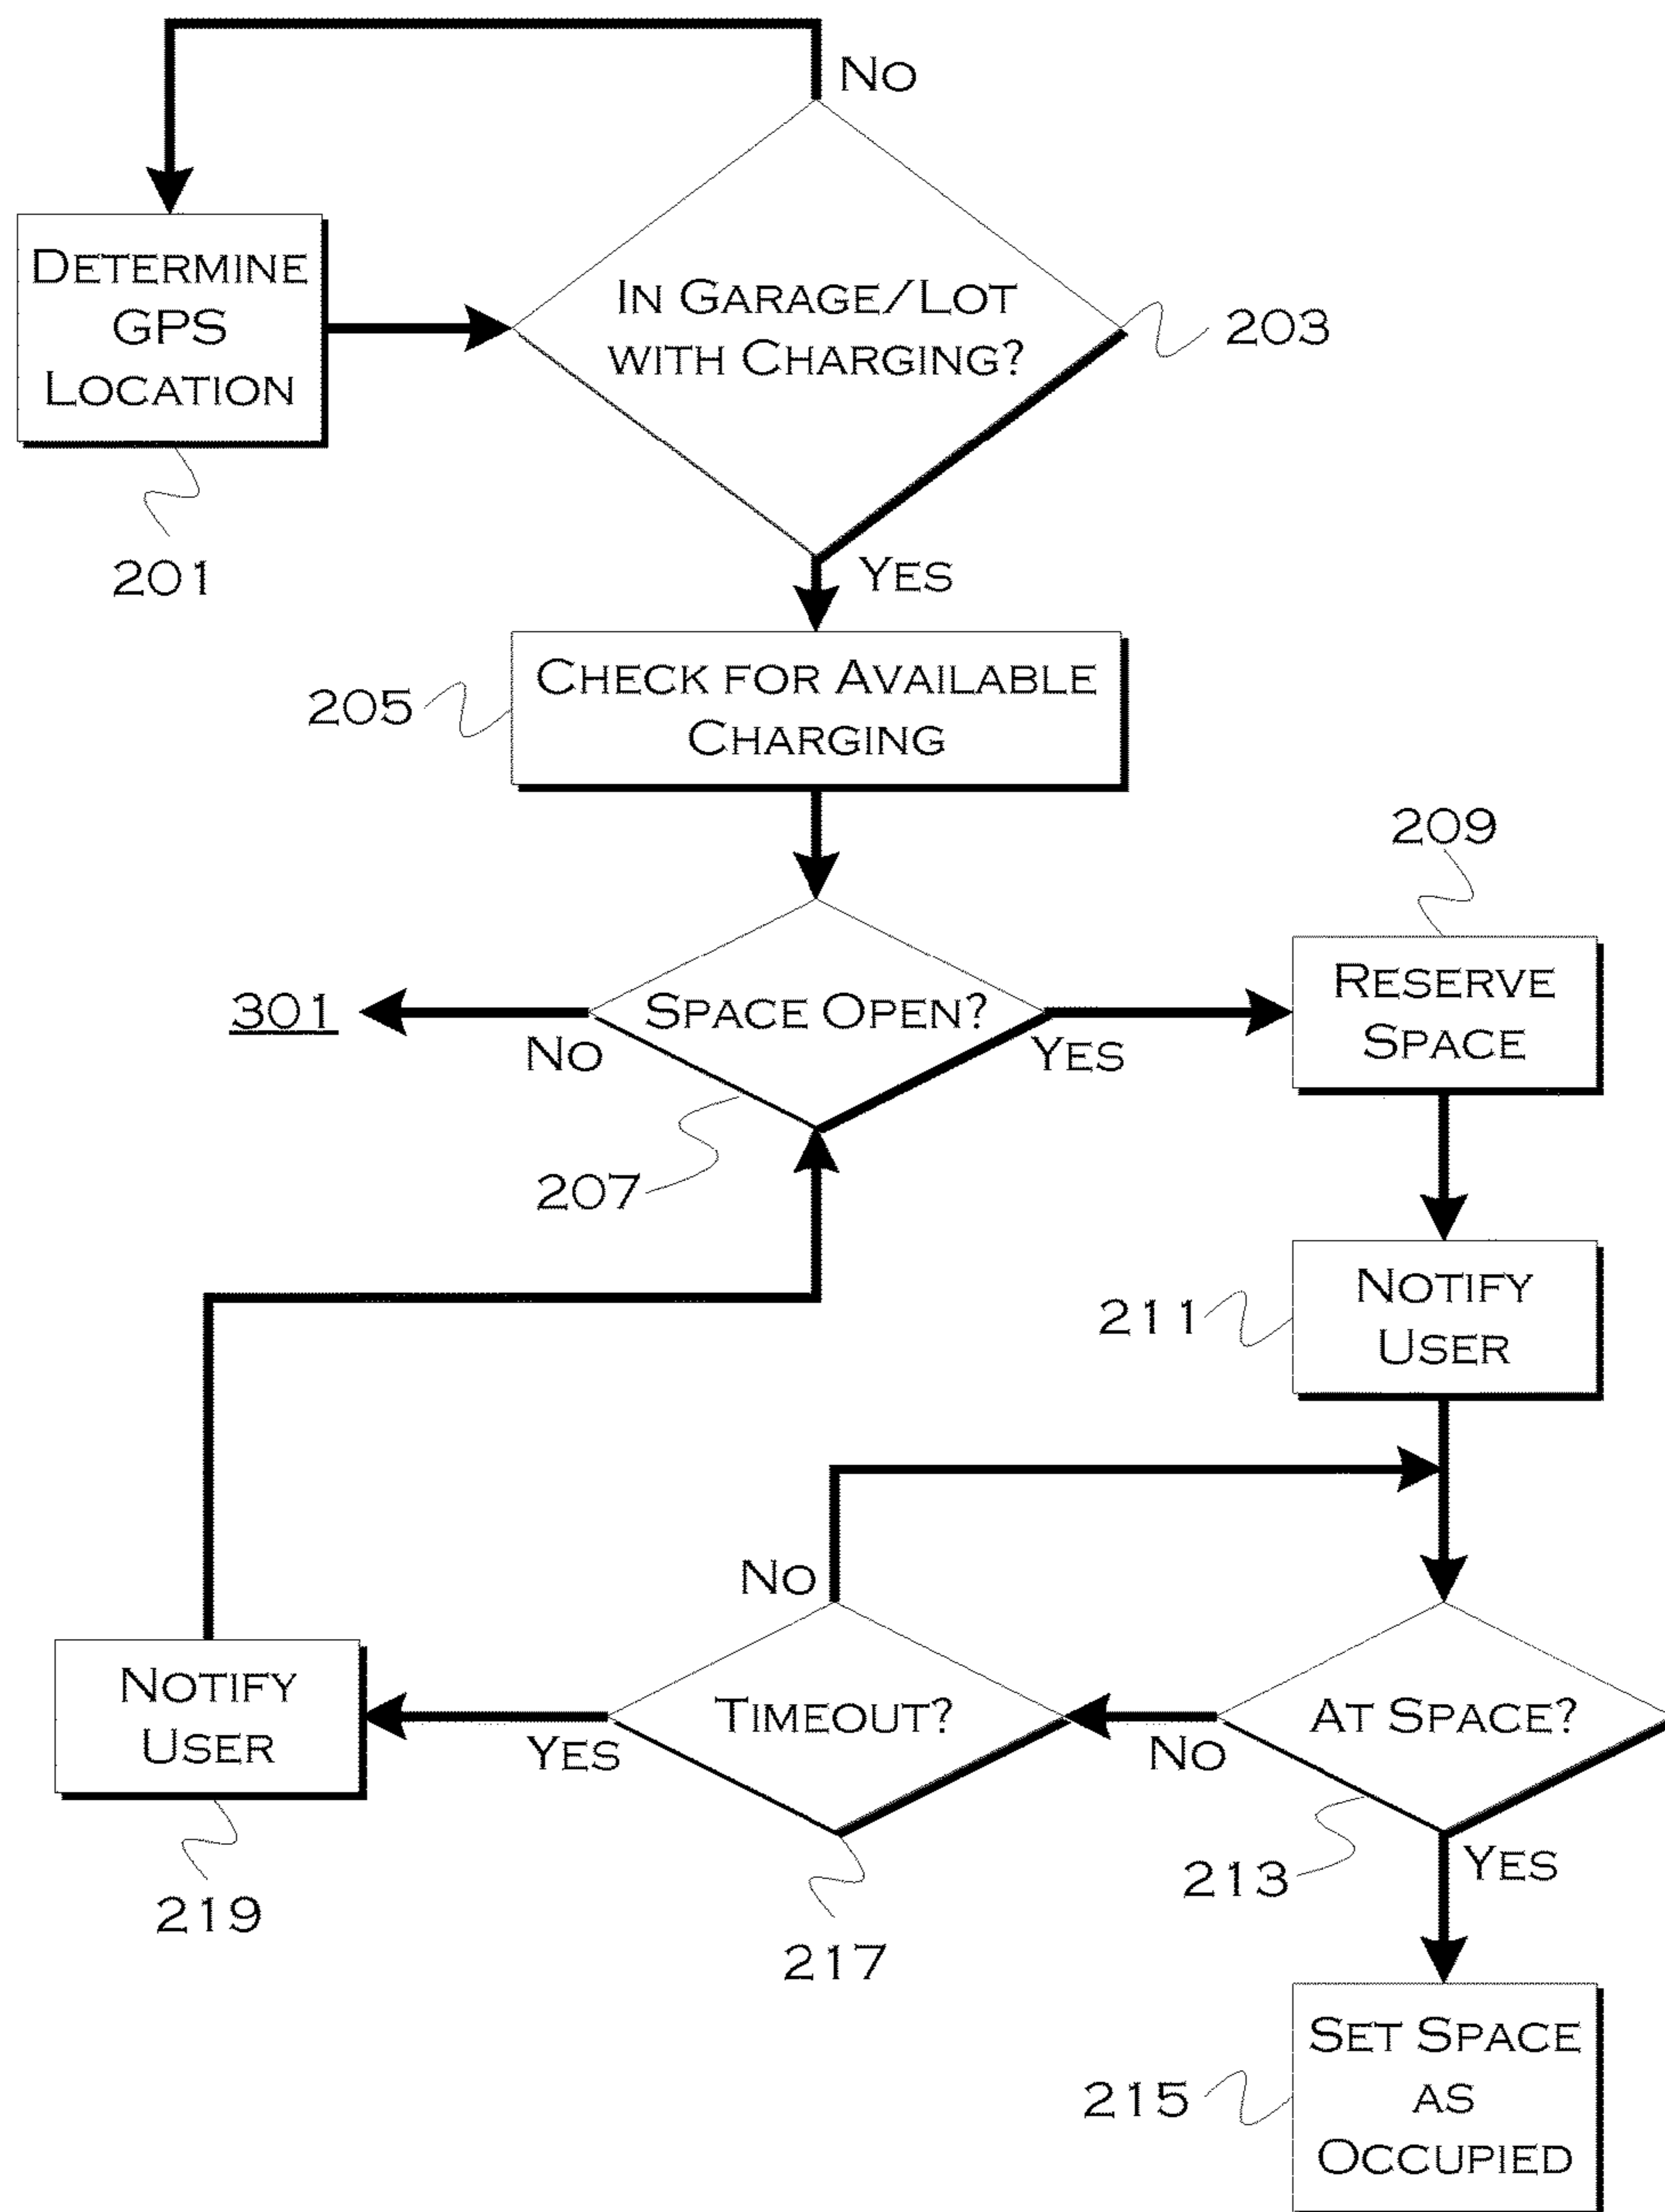 No
Determine
GPS
Location
In Garage/Lot
with Charging?
203
201
Yes
Check for Available
Charging
205
209
Reserve
Space
301
Space Open?
No
Yes
207
Notify
User
211
No
Notify
User
Timeout?
At Space?
Yes
No
213
Yes
219
217
Set Space
as
Occupied
215